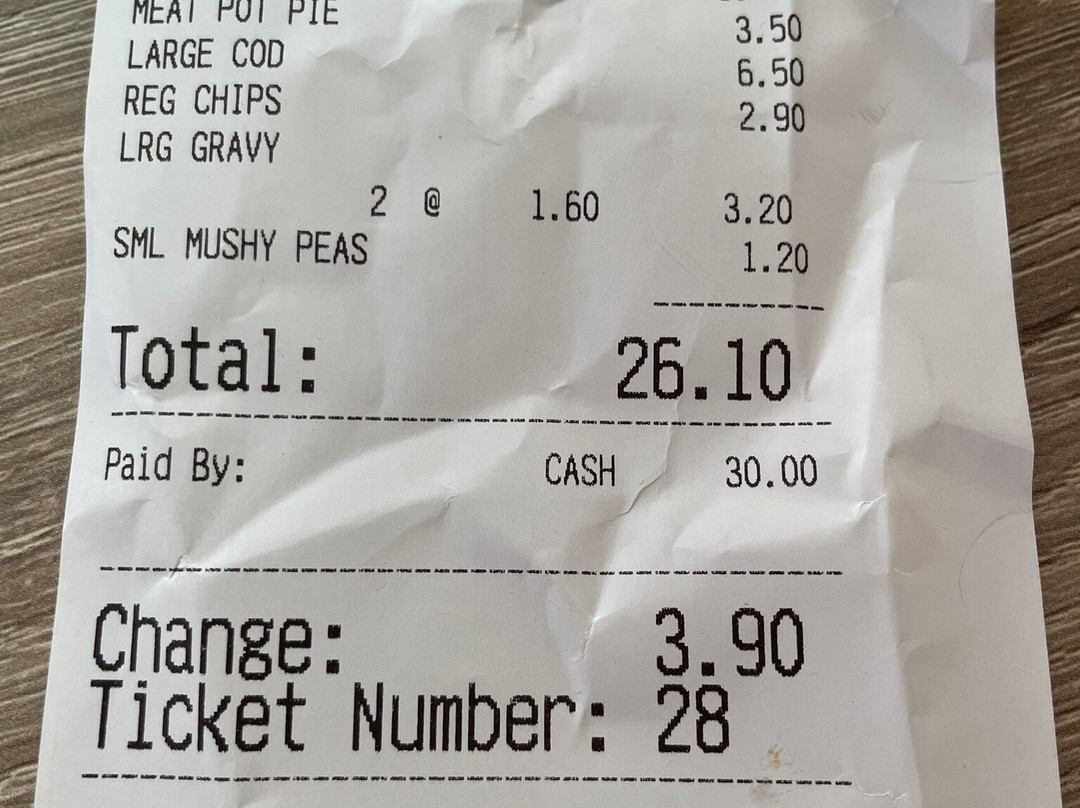 MEAT POT PIE 3.50
LARGE COD 6.50
REG CHIPS 2.90
LRG GRAVY
2 @ 1.60 3.20
SML MUSHY PEAS 1.20
Total: 26.10
Paid By: CASH 30.00
Change: 3.90
Ticket Number: 28